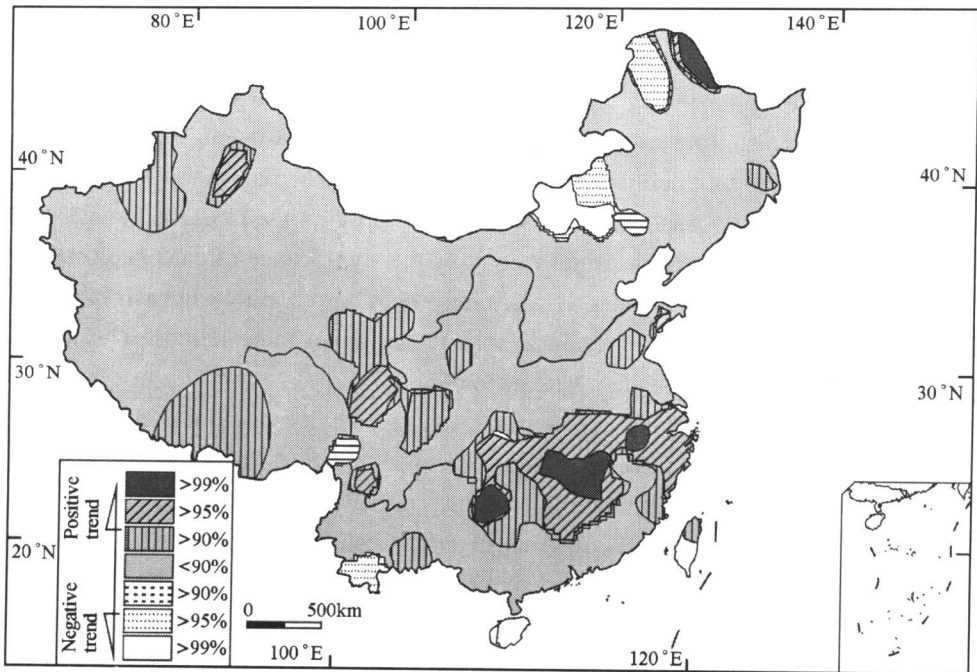 80°E 100°E 120°E 140°E
40°N 40°N
30°N 30°N
20°N 20°N
Positive trend
Negative trend
>99%
>95%
>90%
<90%
>90%
>95%
>99%
0 500km
100°E 120°E